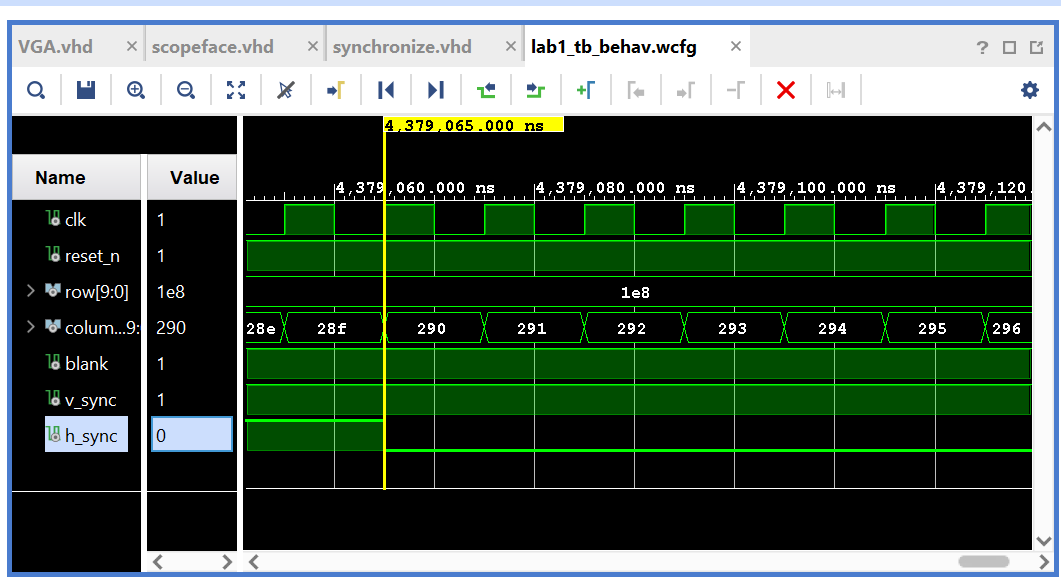 VGA.vhd × scopeface.vhd × synchronize.vhd × lab1_tb_behav.wcfg × ?
4,379,065.000 ns
Name Value
4,379,060.000 ns 4,379,080.000 ns 4,379,100.000 ns 4,379,120.
clk 1
reset_n 1
row[9:0] 1e8 1e8
colum...9: 290 28e 28f 290 291 292 293 294 295 296
blank 1
v_sync 1
h_sync 0